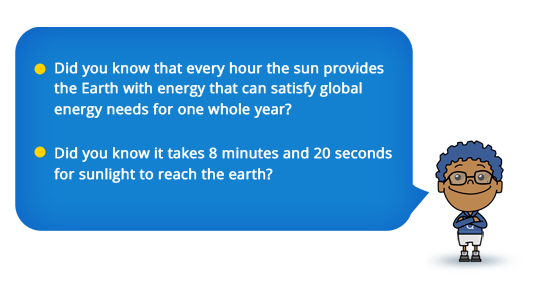 Did you know that every hour the sun provides
the Earth with energy that can satisfy global
energy needs for one whole year?
Did you know it takes 8 minutes and 20 seconds
for sunlight to reach the earth?